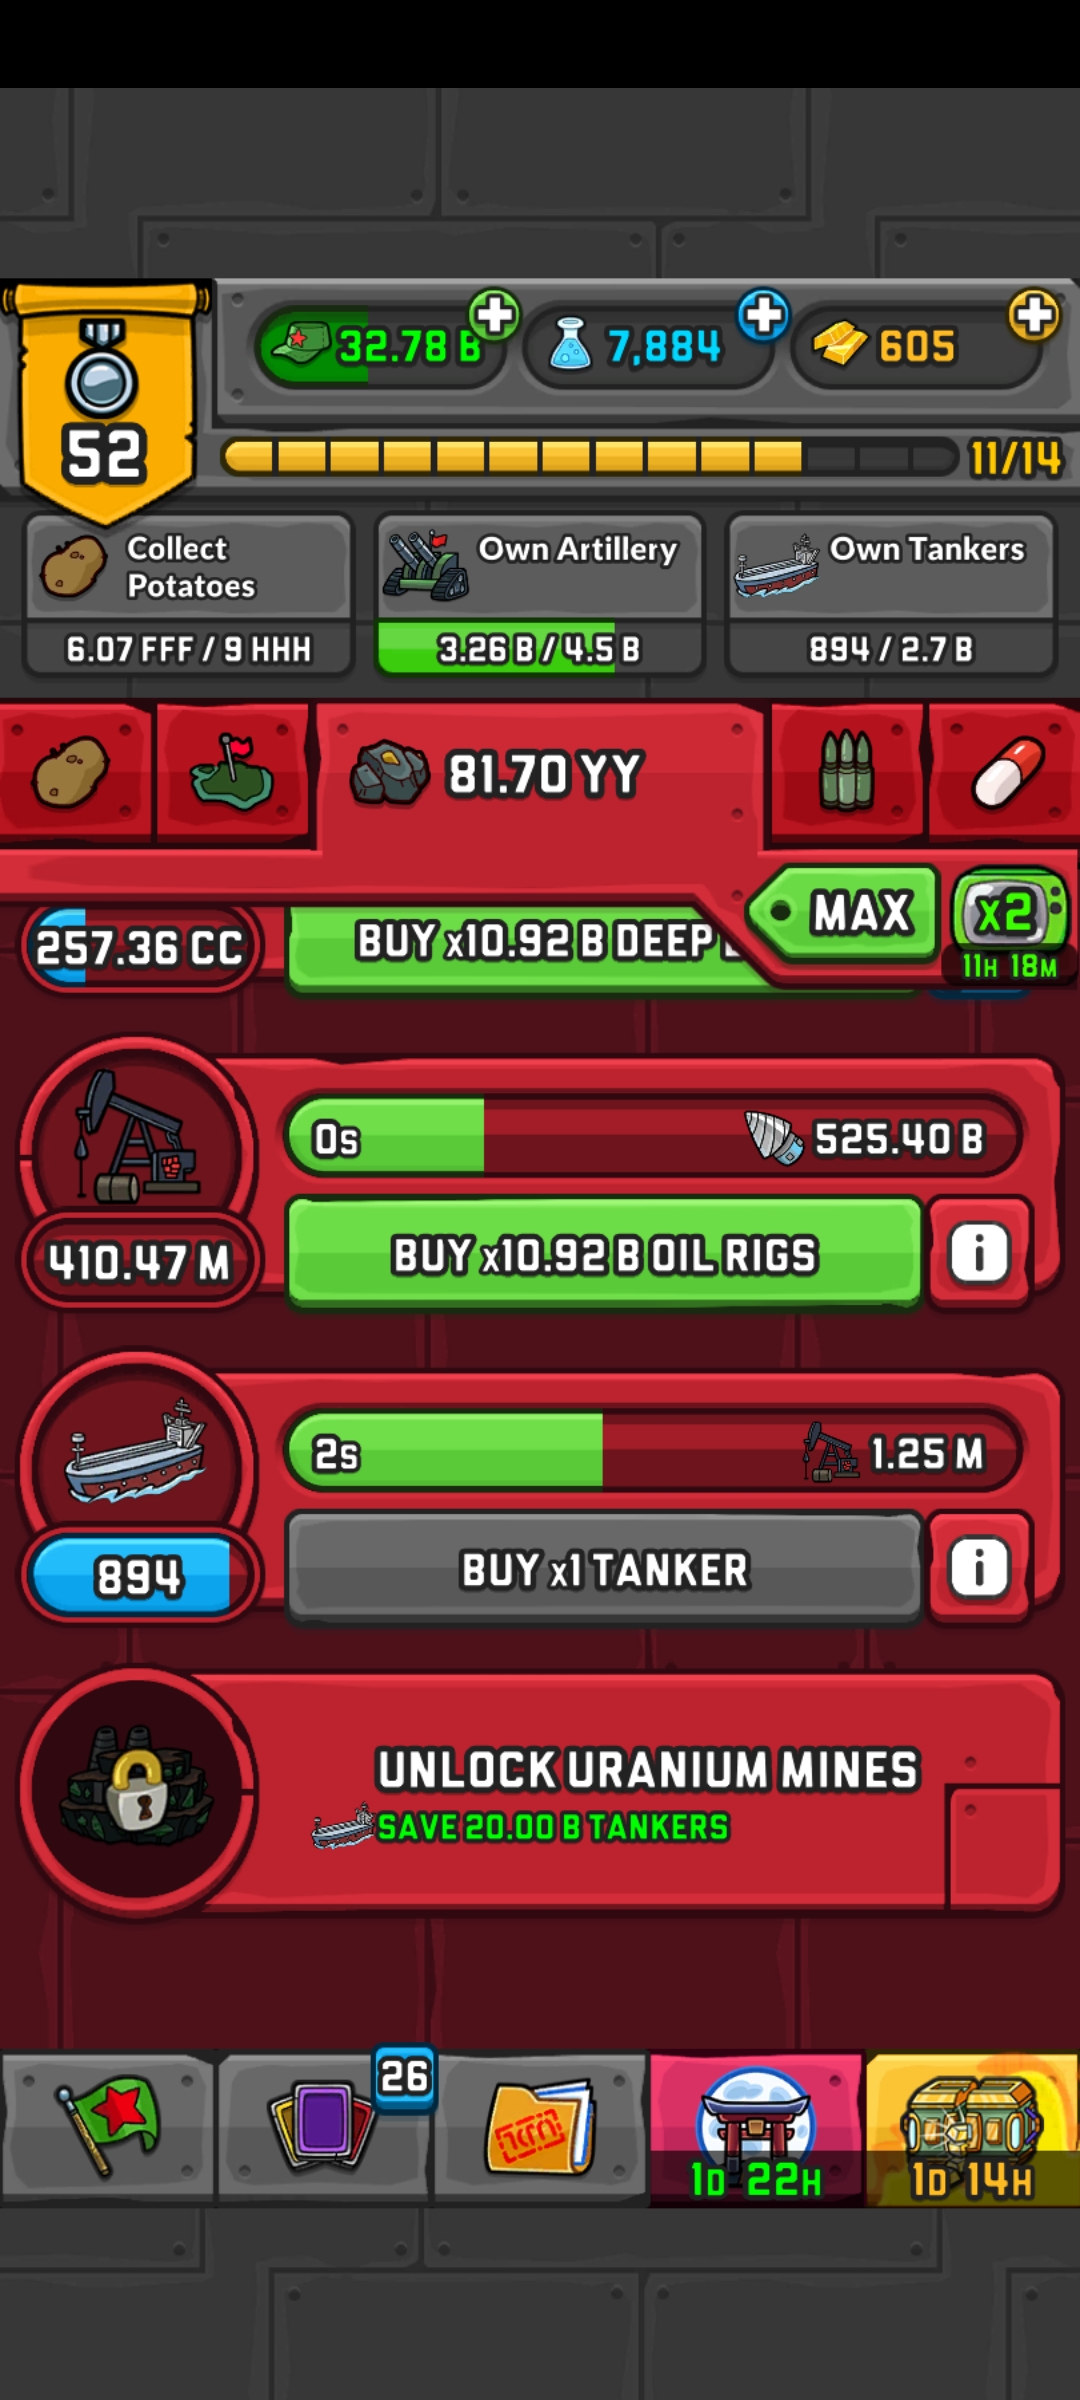 32.78 B
7,884
605
52
11/14
Collect
Potatoes
Own Artillery
Own Tankers
6.07 FFF / 9 HHH
3.26 B / 4.5 B
894 / 2.7 B
81.70 YY
MAX
x2
11H 18M
257.36 CC
BUY x10.92 B DEEP
0s
525.40 B
410.47 M
BUY x10.92 B OIL RIGS
i
2s
1.25 M
894
BUY x1 TANKER
i
UNLOCK URANIUM MINES
SAVE 20.00 B TANKERS
26
1D 22H
1D 14H